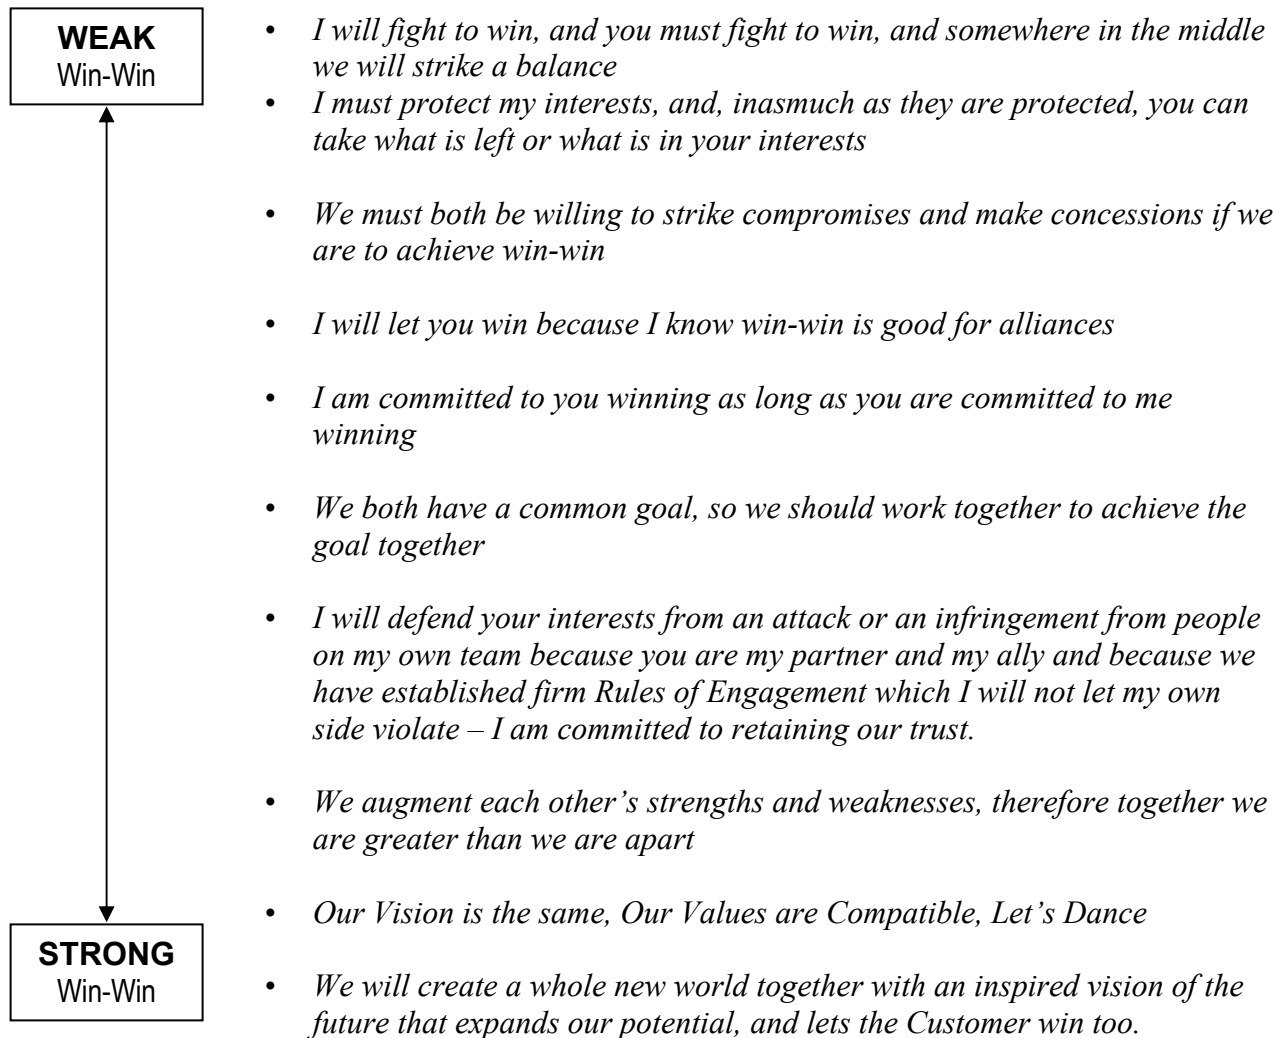 WEAK
Win-Win
• I will fight to win, and you must fight to win, and somewhere in the middle
we will strike a balance
• I must protect my interests, and, inasmuch as they are protected, you can
take what is left or what is in your interests
• We must both be willing to strike compromises and make concessions if we
are to achieve win-win
• I will let you win because I know win-win is good for alliances
• I am committed to you winning as long as you are committed to me
winning
• We both have a common goal, so we should work together to achieve the
goal together
• I will defend your interests from an attack or an infringement from people
on my own team because you are my partner and my ally and because we
have established firm Rules of Engagement which I will not let my own
side violate – I am committed to retaining our trust.
• We augment each other’s strengths and weaknesses, therefore together we
are greater than we are apart
• Our Vision is the same, Our Values are Compatible, Let’s Dance
STRONG
Win-Win
• We will create a whole new world together with an inspired vision of the
future that expands our potential, and lets the Customer win too.